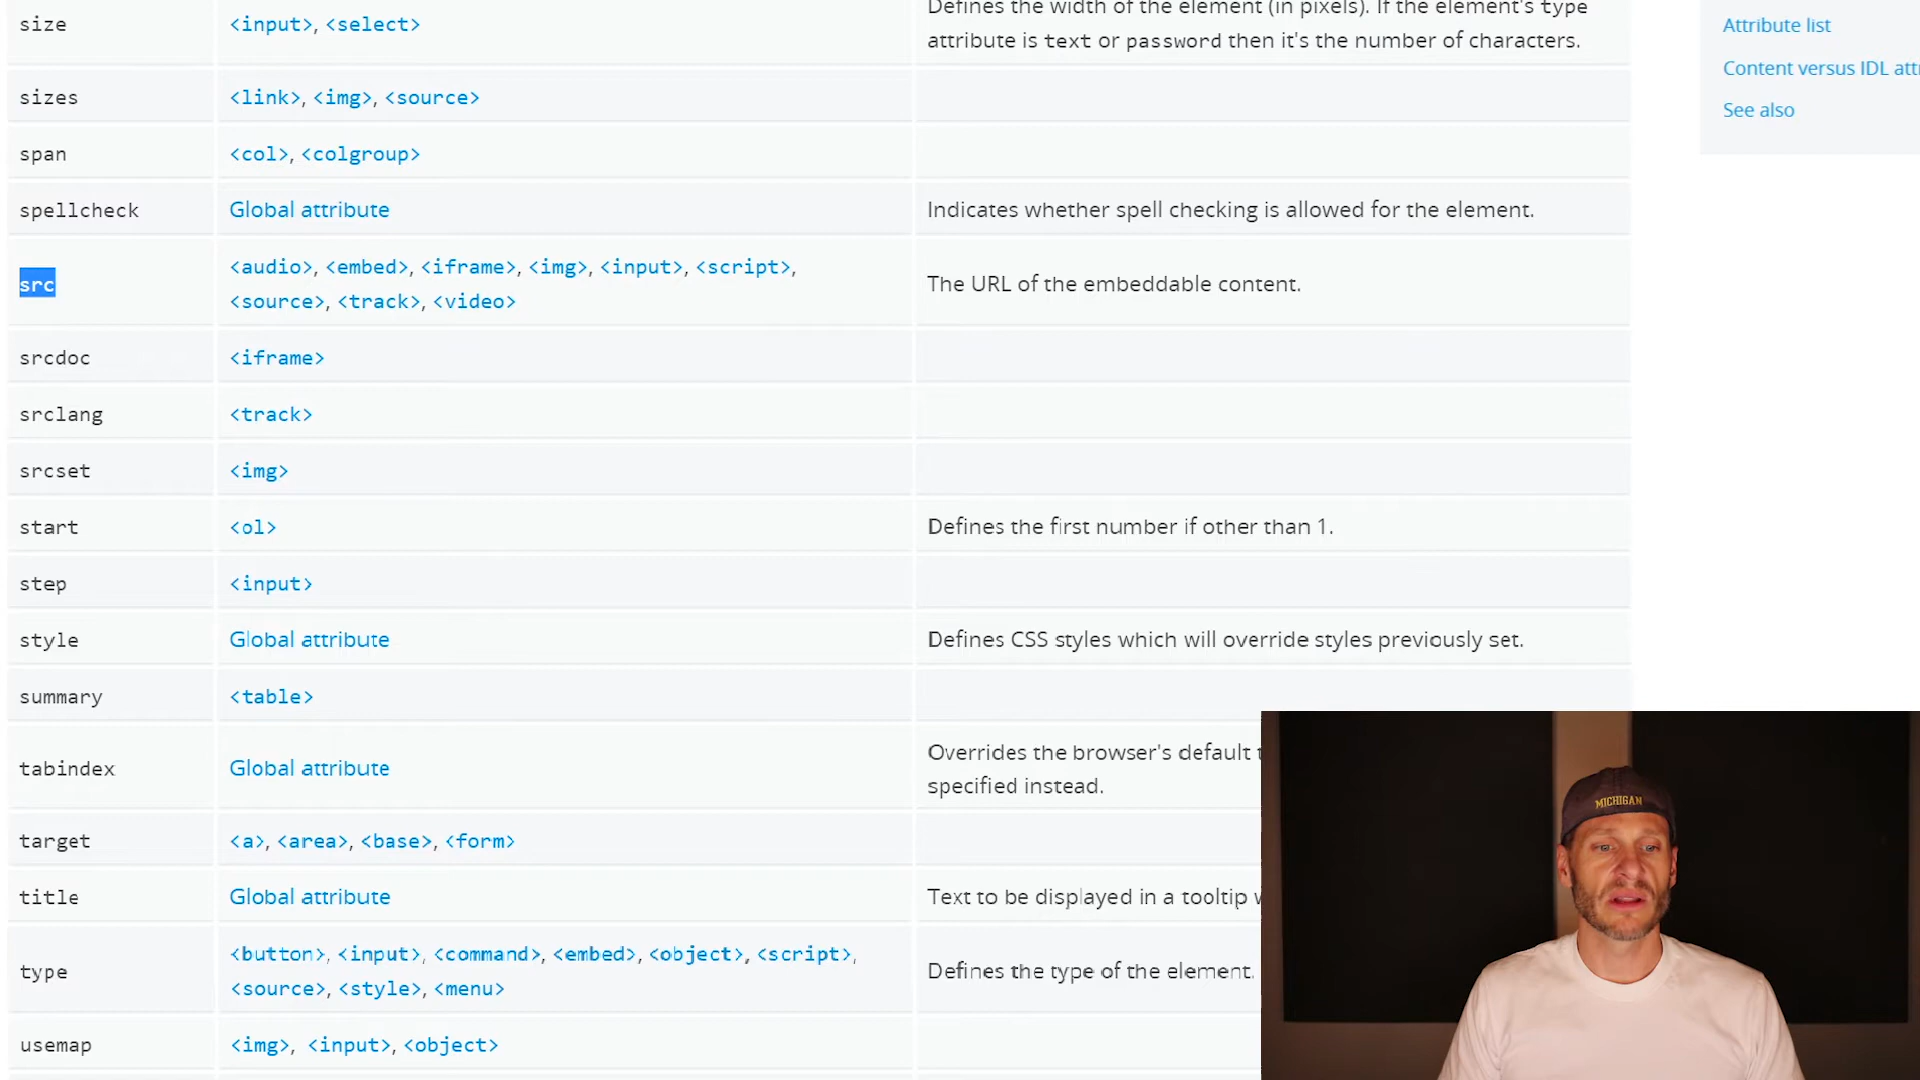 size
<input>, <select>
Defines the width of the element (in pixels). If the element's type
attribute is text or password then it's the number of characters.
sizes
<link>, <img>, <source>
span
<col>, <colgroup>
spellcheck
Global attribute
Indicates whether spell checking is allowed for the element.
src
<audio>, <embed>, <iframe>, <img>, <input>, <script>,
<source>, <track>, <video>
The URL of the embeddable content.
srcdoc
<iframe>
srclang
<track>
srcset
<img>
start
<ol>
Defines the first number if other than 1.
step
<input>
style
Global attribute
Defines CSS styles which will override styles previously set.
summary
<table>
tabindex
Global attribute
Overrides the browser's default
specified instead.
target
<a>, <area>, <base>, <form>
title
Global attribute
Text to be displayed in a tooltip
type
<button>, <input>, <command>, <embed>, <object>, <script>,
<source>, <style>, <menu>
Defines the type of the element.
usemap
<img>, <input>, <object>
Attribute list
Content versus IDL att
See also
MICHIGAN